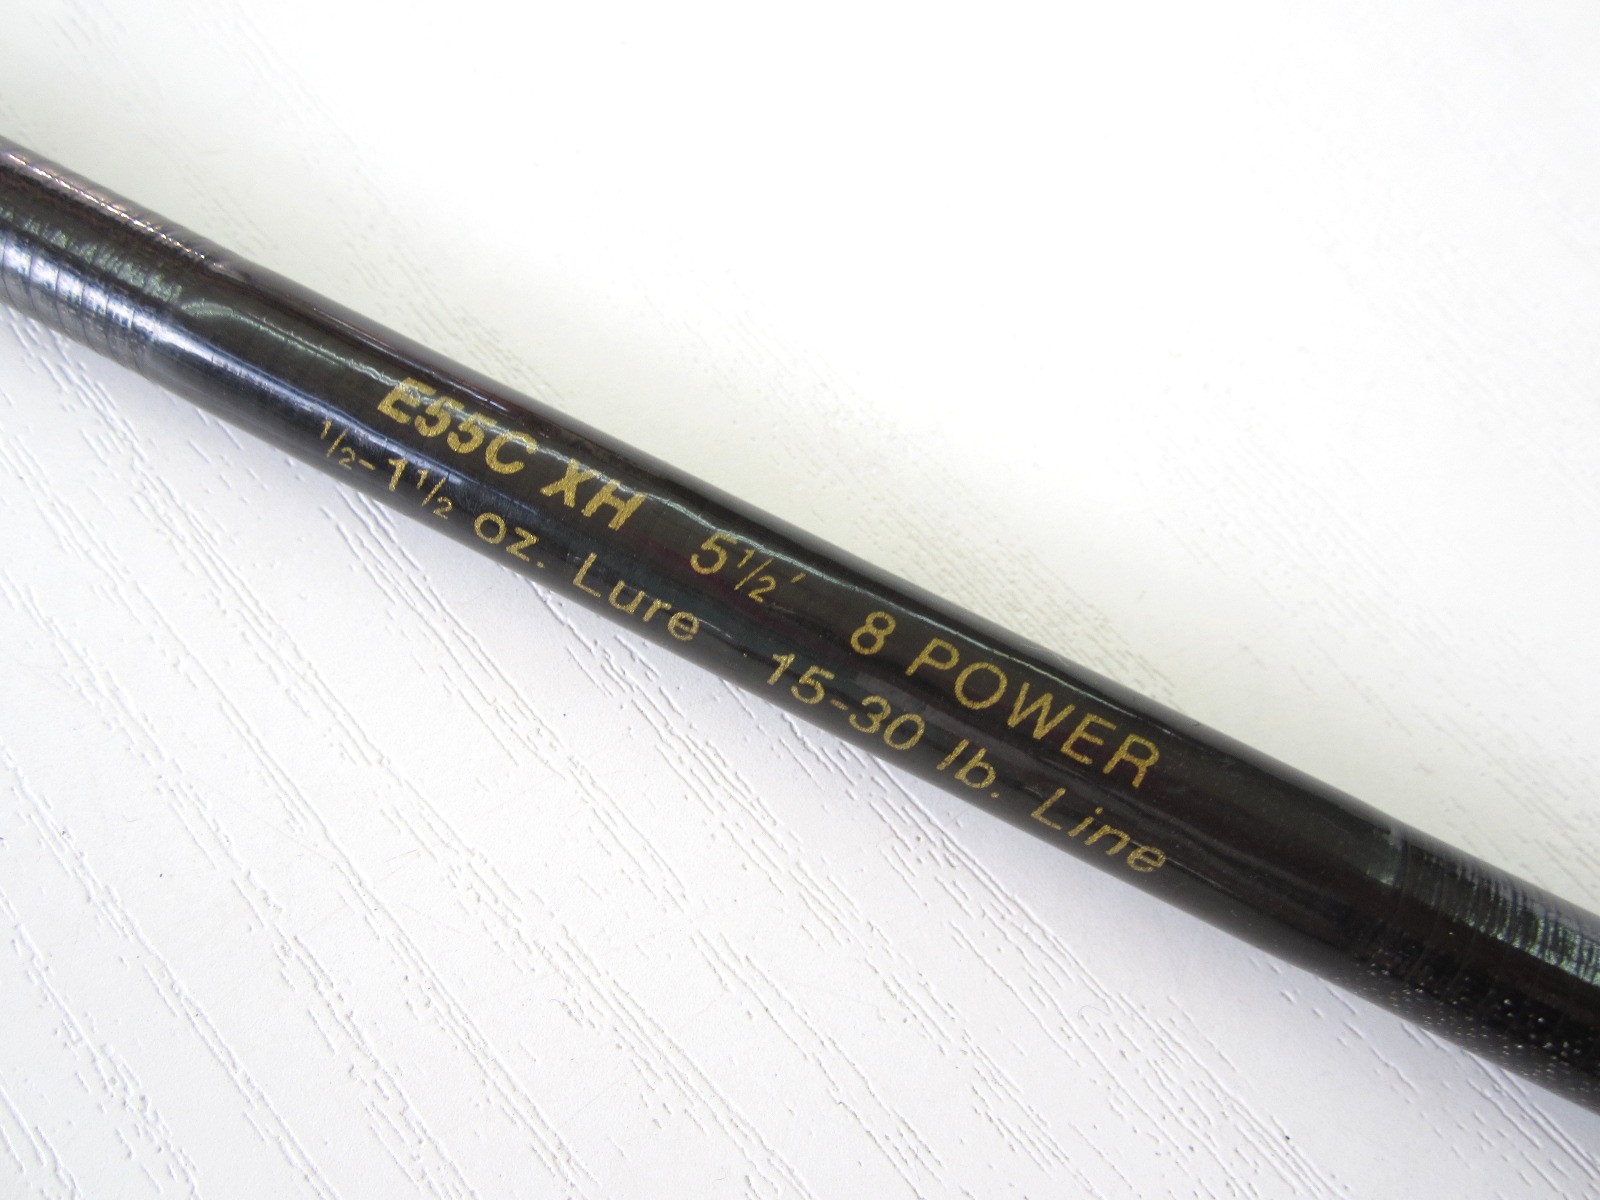 E55C XH 5½' 8 POWER
½-1½ oz. Lure 15-30 lb. Line